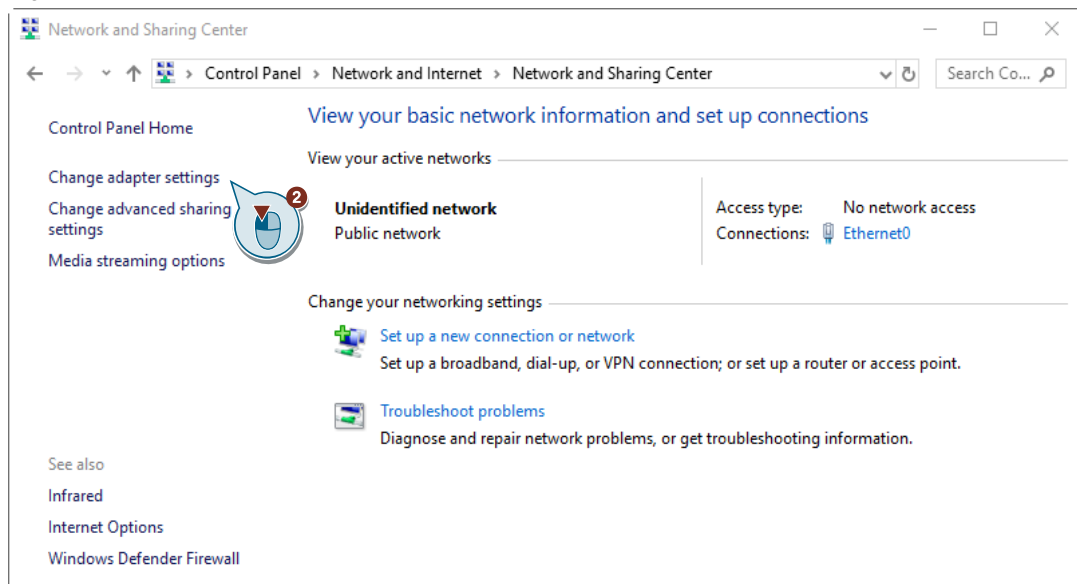 Network and Sharing Center
Control Panel > Network and Internet > Network and Sharing Center
Search Co...
Control Panel Home
Change adapter settings
2
Change advanced sharing
settings
Media streaming options
View your basic network information and set up connections
View your active networks
Unidentified network
Public network
Access type: No network access
Connections: Ethernet0
Change your networking settings
Set up a new connection or network
Set up a broadband, dial-up, or VPN connection; or set up a router or access point.
Troubleshoot problems
Diagnose and repair network problems, or get troubleshooting information.
See also
Infrared
Internet Options
Windows Defender Firewall